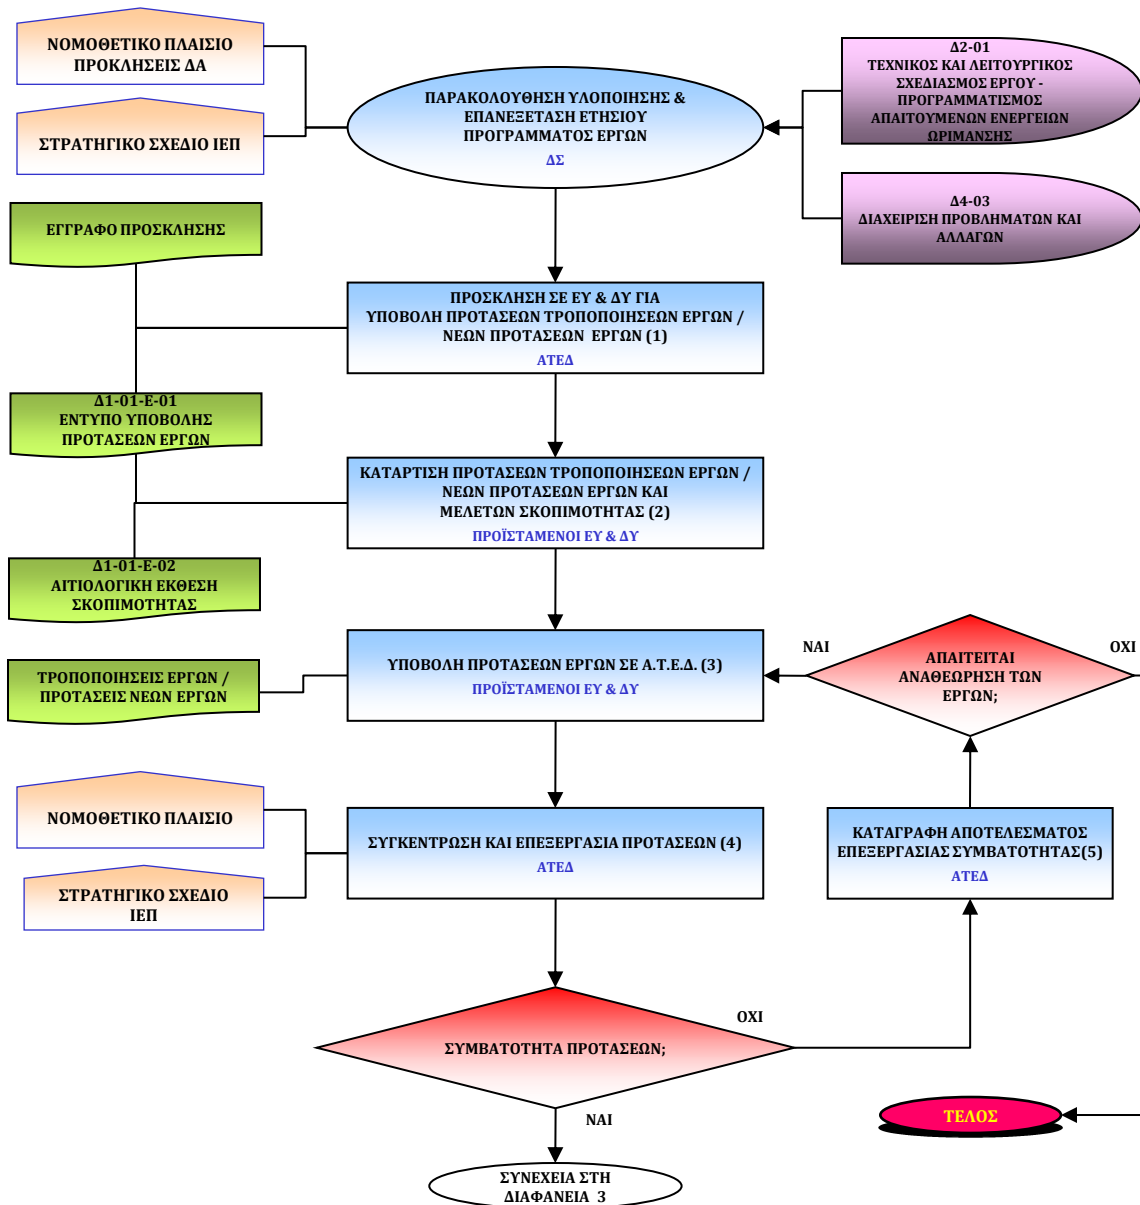 ΝΟΜΟΘΕΤΙΚΟ ΠΛΑΙΣΙΟ
ΠΡΟΚΛΗΣΕΙΣ ΔΑ
ΣΤΡΑΤΗΓΙΚΟ ΣΧΕΔΙΟ ΙΕΠ
ΠΑΡΑΚΟΛΟΥΘΗΣΗ ΥΛΟΠΟΙΗΣΗΣ &
ΕΠΑΝΕΞΕΤΑΣΗ ΕΤΗΣΙΟΥ
ΠΡΟΓΡΑΜΜΑΤΟΣ ΕΡΓΩΝ
ΔΣ
Δ2-01
ΤΕΧΝΙΚΟΣ ΚΑΙ ΛΕΙΤΟΥΡΓΙΚΟΣ
ΣΧΕΔΙΑΣΜΟΣ ΕΡΓΟΥ -
ΠΡΟΓΡΑΜΜΑΤΙΣΜΟΣ
ΑΠΑΙΤΟΥΜΕΝΩΝ ΕΝΕΡΓΕΙΩΝ
ΩΡΙΜΑΝΣΗΣ
Δ4-03
ΔΙΑΧΕΙΡΙΣΗ ΠΡΟΒΛΗΜΑΤΩΝ ΚΑΙ
ΑΛΛΑΓΩΝ
ΕΓΓΡΑΦΟ ΠΡΟΣΚΛΗΣΗΣ
ΠΡΟΣΚΛΗΣΗ ΣΕ ΕΥ & ΔΥ ΓΙΑ
ΥΠΟΒΟΛΗ ΠΡΟΤΑΣΕΩΝ ΤΡΟΠΟΠΟΙΗΣΕΩΝ ΕΡΓΩΝ /
ΝΕΩΝ ΠΡΟΤΑΣΕΩΝ ΕΡΓΩΝ (1)
ΑΤΕΔ
Δ1-01-Ε-01
ΕΝΤΥΠΟ ΥΠΟΒΟΛΗΣ
ΠΡΟΤΑΣΕΩΝ ΕΡΓΩΝ
ΚΑΤΑΡΤΙΣΗ ΠΡΟΤΑΣΕΩΝ ΤΡΟΠΟΠΟΙΗΣΕΩΝ ΕΡΓΩΝ /
ΝΕΩΝ ΠΡΟΤΑΣΕΩΝ ΕΡΓΩΝ ΚΑΙ
ΜΕΛΕΤΩΝ ΣΚΟΠΙΜΟΤΗΤΑΣ (2)
ΠΡΟΪΣΤΑΜΕΝΟΙ ΕΥ & ΔΥ
Δ1-01-Ε-02
ΑΙΤΙΟΛΟΓΙΚΗ ΕΚΘΕΣΗ
ΣΚΟΠΙΜΟΤΗΤΑΣ
ΤΡΟΠΟΠΟΙΗΣΕΙΣ ΕΡΓΩΝ /
ΠΡΟΤΑΣΕΙΣ ΝΕΩΝ ΕΡΓΩΝ
ΥΠΟΒΟΛΗ ΠΡΟΤΑΣΕΩΝ ΕΡΓΩΝ ΣΕ Α.Τ.Ε.Δ. (3)
ΠΡΟΪΣΤΑΜΕΝΟΙ ΕΥ & ΔΥ
ΝΑΙ
ΑΠΑΙΤΕΙΤΑΙ
ΑΝΑΘΕΩΡΗΣΗ ΤΩΝ
ΕΡΓΩΝ;
ΟΧΙ
ΝΟΜΟΘΕΤΙΚΟ ΠΛΑΙΣΙΟ
ΣΤΡΑΤΗΓΙΚΟ ΣΧΕΔΙΟ
ΙΕΠ
ΣΥΓΚΕΝΤΡΩΣΗ ΚΑΙ ΕΠΕΞΕΡΓΑΣΙΑ ΠΡΟΤΑΣΕΩΝ (4)
ΑΤΕΔ
ΚΑΤΑΓΡΑΦΗ ΑΠΟΤΕΛΕΣΜΑΤΟΣ
ΕΠΕΞΕΡΓΑΣΙΑΣ ΣΥΜΒΑΤΟΤΗΤΑΣ(5)
ΑΤΕΔ
ΣΥΜΒΑΤΟΤΗΤΑ ΠΡΟΤΑΣΕΩΝ;
ΟΧΙ
ΝΑΙ
ΤΕΛΟΣ
ΣΥΝΕΧΕΙΑ ΣΤΗ
ΔΙΑΦΑΝΕΙΑ 3